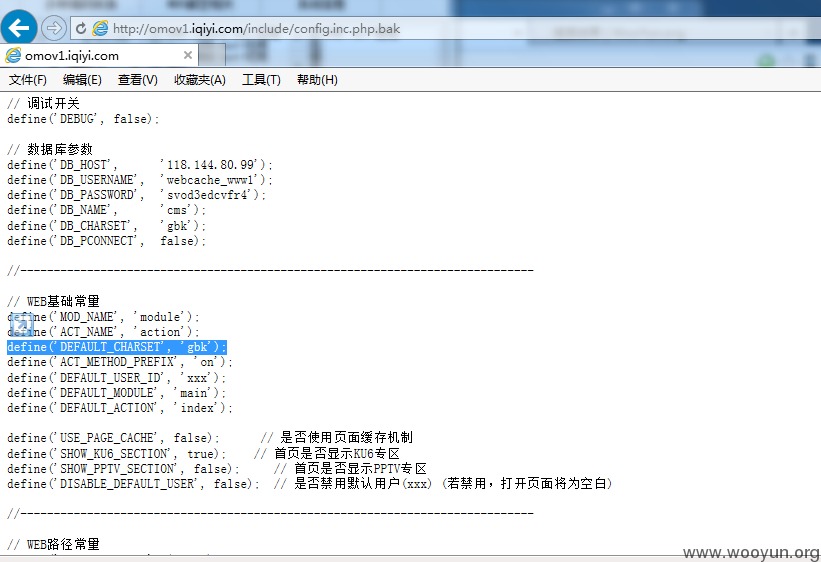 http://omov1.iqiyi.com/include/config.inc.php.bak
omov1.iqiyi.com
文件(F) 编辑(E) 查看(V) 收藏夹(A) 工具(T) 帮助(H)
// 调试开关
define('DEBUG', false);
// 数据库参数
define('DB_HOST', '118.144.80.99');
define('DB_USERNAME', 'webcache_www1');
define('DB_PASSWORD', 'svod3edcvfr4');
define('DB_NAME', 'cms');
define('DB_CHARSET', 'gbk');
define('DB_PCONNECT', false);
//-----------------------------------------------------------------------------
// WEB基础常量
define('MOD_NAME', 'module');
define('ACT_NAME', 'action');
define('DEFAULT_CHARSET', 'gbk');
define('ACT_METHOD_PREFIX', 'on');
define('DEFAULT_USER_ID', 'xxx');
define('DEFAULT_MODULE', 'main');
define('DEFAULT_ACTION', 'index');
define('USE_PAGE_CACHE', false); // 是否使用页面缓存机制
define('SHOW_KU6_SECTION', true); // 首页是否显示KU6专区
define('SHOW_PPTV_SECTION', false); // 首页是否显示PPTV专区
define('DISABLE_DEFAULT_USER', false); // 是否禁用默认用户(xxx) (若禁用，打开页面将为空白)
//-----------------------------------------------------------------------------
// WEB路径常量
www.wooyun.org